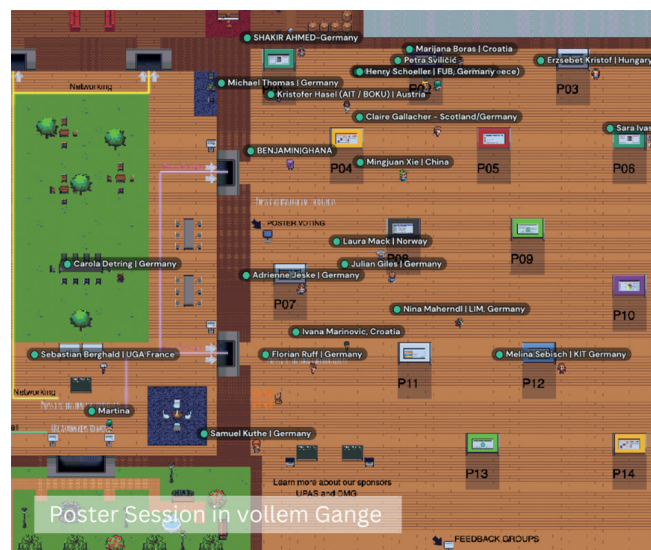 SHAKIR AHMED-Germany
Marijana Boras | Croatia
Petra Sviličić
Erzsebet Kristof | Hungary
Networking
Michael Thomas | Germany
Henry Schoeller | FUB, Germany
ece)
Kristofer Hasel (AIT / BOKU) | Austria
P03
Claire Gallacher - Scotland/Germany
Sara Ivas
BENJAMINIGHANA
P04
Mingjuan Xie | China
P05
P06
POSTER VOTING
Laura Mack | Norway
P08
P09
Carola Detring | Germany
Julian Giles | Germany
Adrienne Jeske | Germany
P07
P10
Nina Maherndl | LIM, Germany
Ivana Marinovic, Croatia
Sebastian Berghald | UGA France
Florian Ruff | Germany
Melina Sebisch | KIT Germany
P11
P12
Networking
Martina
Samuel Kuthe | Germany
P13
P14
Learn more about our sponsors
UPAS and DMG
Poster Session in vollem Gange
FEEDBACK GROUPS